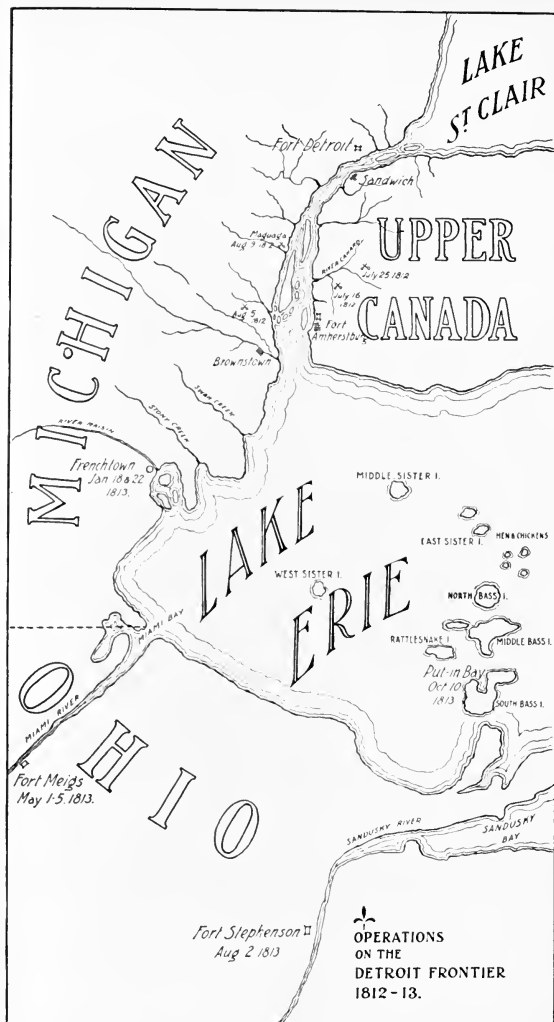 LAKE
ST CLAIR
Fort Detroit
Sandwich
MICHIGAN
UPPER
CANADA
Maguaga
Aug 9 1812
RIVER CANARD
July 25 1812
July 16
1812
Aug 5
1812
Fort
Amherstburg
Brownstown
SWAN CREEK
STONY CREEK
RIVER RAISIN
Frenchtown
Jan 18 & 22
1813.
MIDDLE SISTER I.
EAST SISTER I.
HEN & CHICKENS
LAKE
ERIE
WEST SISTER I.
NORTH BASS I.
RATTLESNAKE I
MIDDLE BASS I.
Put-in Bay
Oct 10
1813
SOUTH BASS I.
MIAMI BAY
OHIO
MIAMI RIVER
Fort Meigs
May 1-5. 1813.
SANDUSKY RIVER
SANDUSKY
BAY
Fort Stephenson
Aug 2 1813
OPERATIONS
ON THE
DETROIT FRONTIER
1812-13.